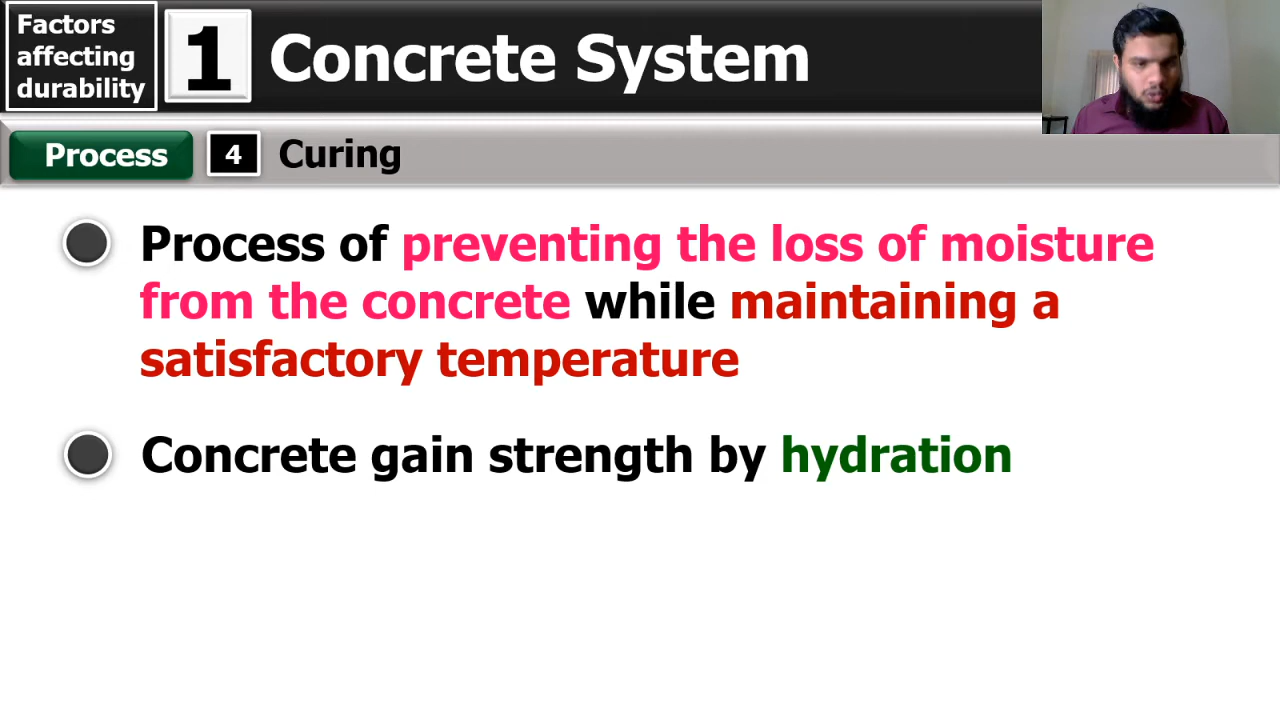 Factors
affecting
durability
1
Concrete System
Process
4
Curing
Process of preventing the loss of moisture
from the concrete while maintaining a
satisfactory temperature
Concrete gain strength by hydration